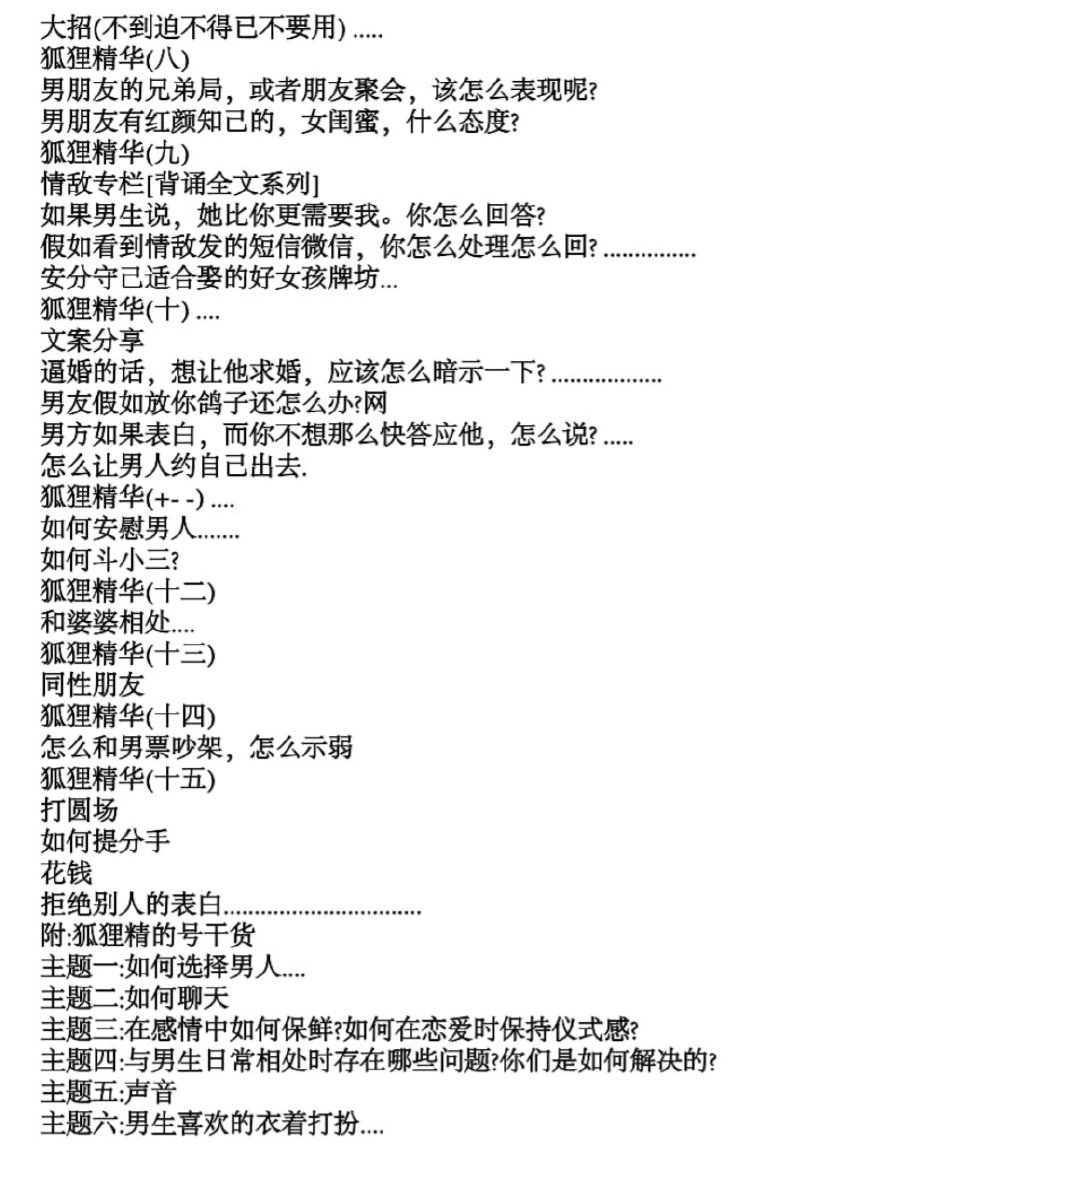 大招(不到迫不得已不要用) .....
狐狸精华(八)
男朋友的兄弟局，或者朋友聚会，该怎么表现呢?
男朋友有红颜知己的，女闺蜜，什么态度?
狐狸精华(九)
情敌专栏[背诵全文系列]
如果男生说，她比你更需要我。你怎么回答?
假如看到情敌发的短信微信，你怎么处理怎么回? ...............
安分守己适合娶的好女孩牌坊...
狐狸精华(十) ....
文案分享
逼婚的话，想让他求婚，应该怎么暗示一下? ..................
男友假如放你鸽子还怎么办?网
男方如果表白，而你不想那么快答应他，怎么说? .....
怎么让男人约自己出去.
狐狸精华(+- -) ....
如何安慰男人.......
如何斗小三?
狐狸精华(十二)
和婆婆相处....
狐狸精华(十三)
同性朋友
狐狸精华(十四)
怎么和男票吵架，怎么示弱
狐狸精华(十五)
打圆场
如何提分手
花钱
拒绝别人的表白................................
附:狐狸精的号干货
主题一:如何选择男人....
主题二:如何聊天
主题三:在感情中如何保鲜?如何在恋爱时保持仪式感?
主题四:与男生日常相处时存在哪些问题?你们是如何解决的?
主题五:声音
主题六:男生喜欢的衣着打扮....